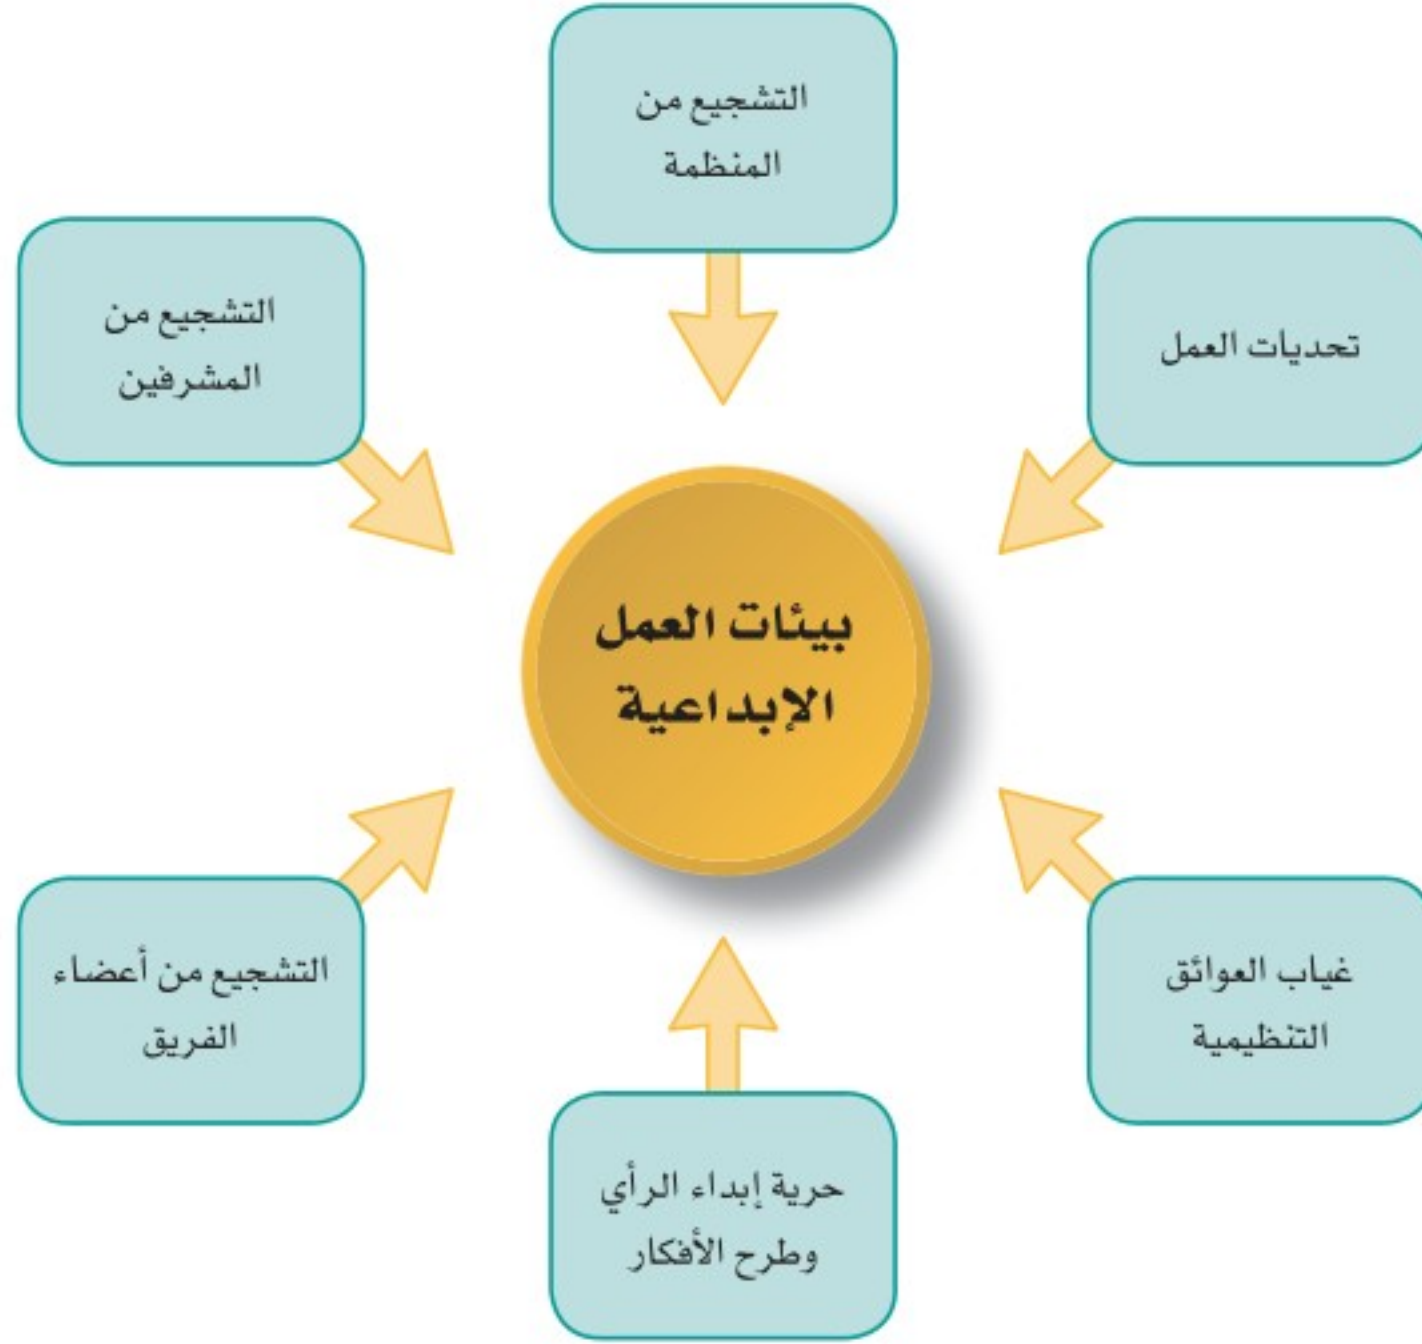 التشجيع من
المنظمة
تحديات العمل
التشجيع من
المشرفين
بيئات العمل
الإبداعية
غياب العوائق
التنظيمية
التشجيع من أعضاء
الفريق
حرية إبداء الرأي
وطرح الأفكار